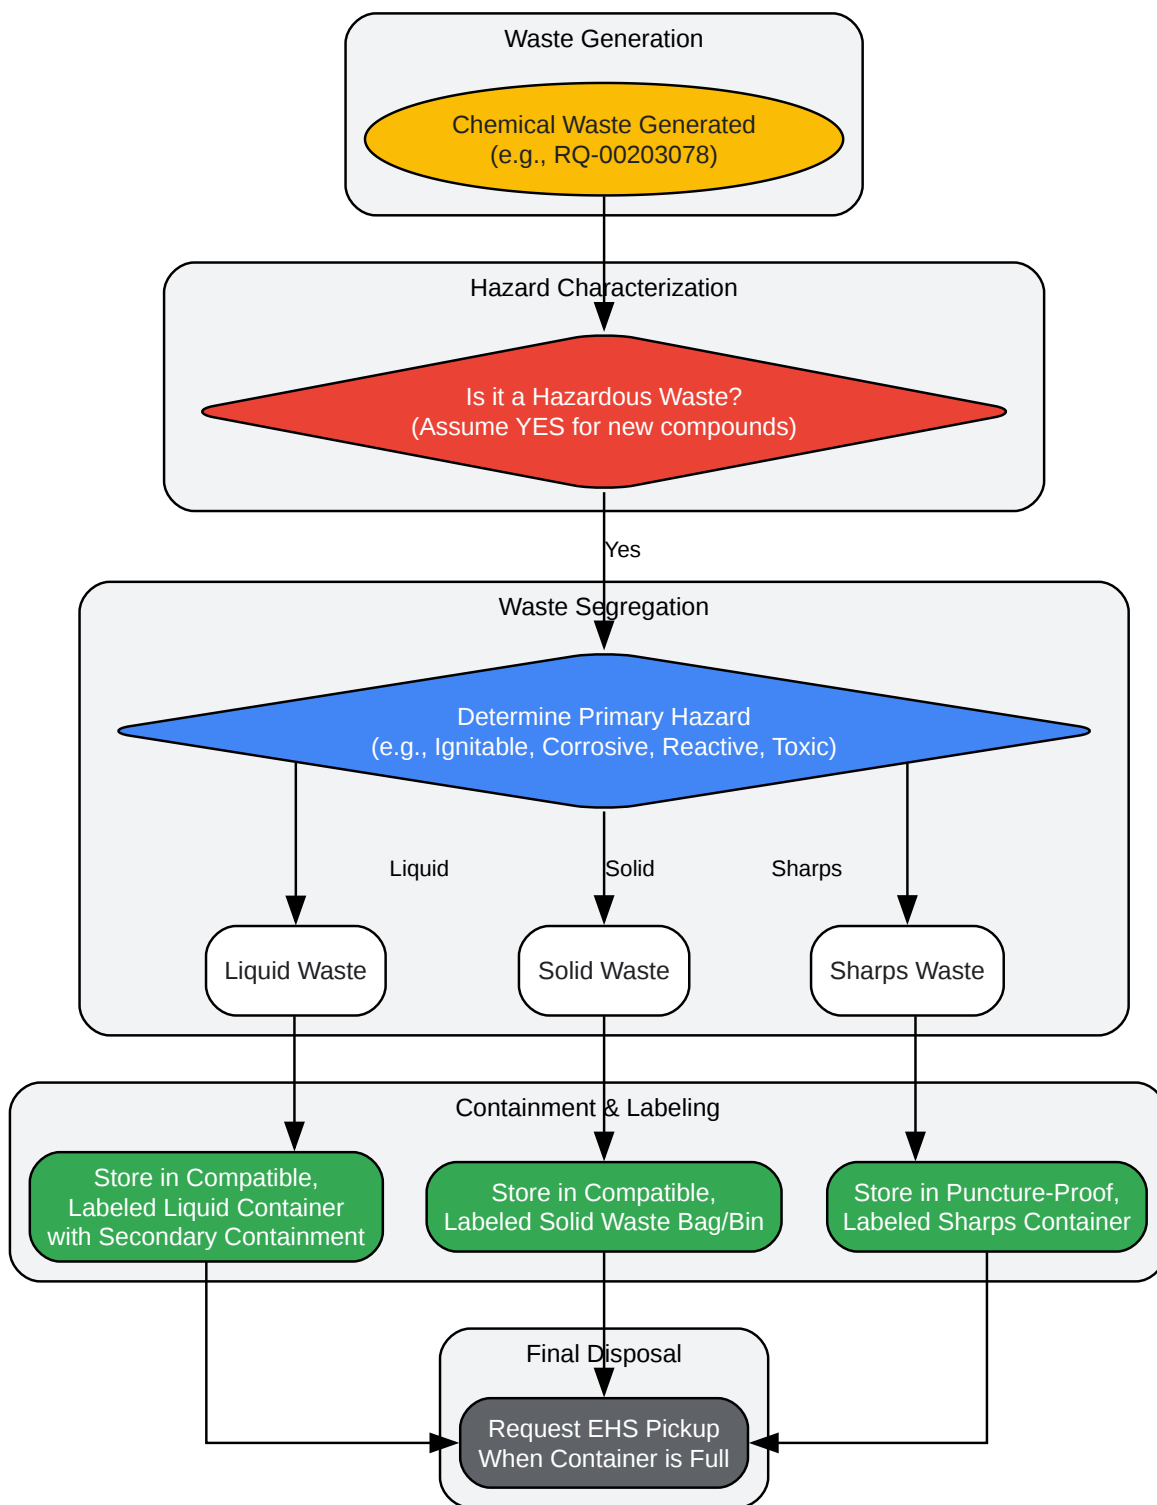 Waste Generation
Chemical Waste Generated
(e.g., RQ-00203078)
Hazard Characterization
Is it a Hazardous Waste?
(Assume YES for new compounds)
Yes
Waste Segregation
Determine Primary Hazard
(e.g., Ignitable, Corrosive, Reactive, Toxic)
Liquid
Solid
Sharps
Liquid Waste
Solid Waste
Sharps Waste
Containment & Labeling
Store in Compatible,
Labeled Liquid Container
with Secondary Containment
Store in Compatible,
Labeled Solid Waste Bag/Bin
Store in Puncture-Proof,
Labeled Sharps Container
Final Disposal
Request EHS Pickup
When Container is Full